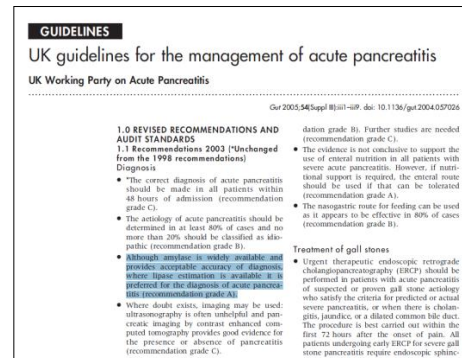 GUIDELINES
UK guidelines for the management of acute pancreatitis
UK Working Party on Acute Pancreatitis
Gut 2005;54(Suppl III):iii1–iii9. doi: 10.1136/gut.2004.057026
1.0 REVISED RECOMMENDATIONS AND
AUDIT STANDARDS
1.1 Recommendations 2003 (*Unchanged
from the 1998 recommendations)
Diagnosis
• *The correct diagnosis of acute pancreatitis
should be made in all patients within
48 hours of admission (recommendation
grade C).
• The aetiology of acute pancreatitis should be
determined in at least 80% of cases and no
more than 20% should be classified as idio-
pathic (recommendation grade B).
• Although amylase is widely available and
provides acceptable accuracy of diagnosis,
where lipase estimation is available it is
preferred for the diagnosis of acute pancrea-
titis (recommendation grade A).
• Where doubt exists, imaging may be used:
ultrasonography is often unhelpful and pan-
creatic imaging by contrast enhanced com-
puted tomography provides good evidence for
the presence or absence of pancreatitis
(recommendation grade C).
dation grade B). Further studies are needed
(recommendation grade C).
• The evidence is not conclusive to support the
use of enteral nutrition in all patients with
severe acute pancreatitis. However, if nutri-
tional support is required, the enteral route
should be used if that can be tolerated
(recommendation grade A).
• The nasogastric route for feeding can be used
as it appears to be effective in 80% of cases
(recommendation grade B).
Treatment of gall stones
• Urgent therapeutic endoscopic retrograde
cholangiopancreatography (ERCP) should be
performed in patients with acute pancreatitis
of suspected or proven gall stone aetiology
who satisfy the criteria for predicted or actual
severe pancreatitis, or when there is cholan-
gitis, jaundice, or a dilated common bile duct.
The procedure is best carried out within the
first 72 hours after the onset of pain. All
patients undergoing early ERCP for severe gall
stone pancreatitis require endoscopic sphinc-